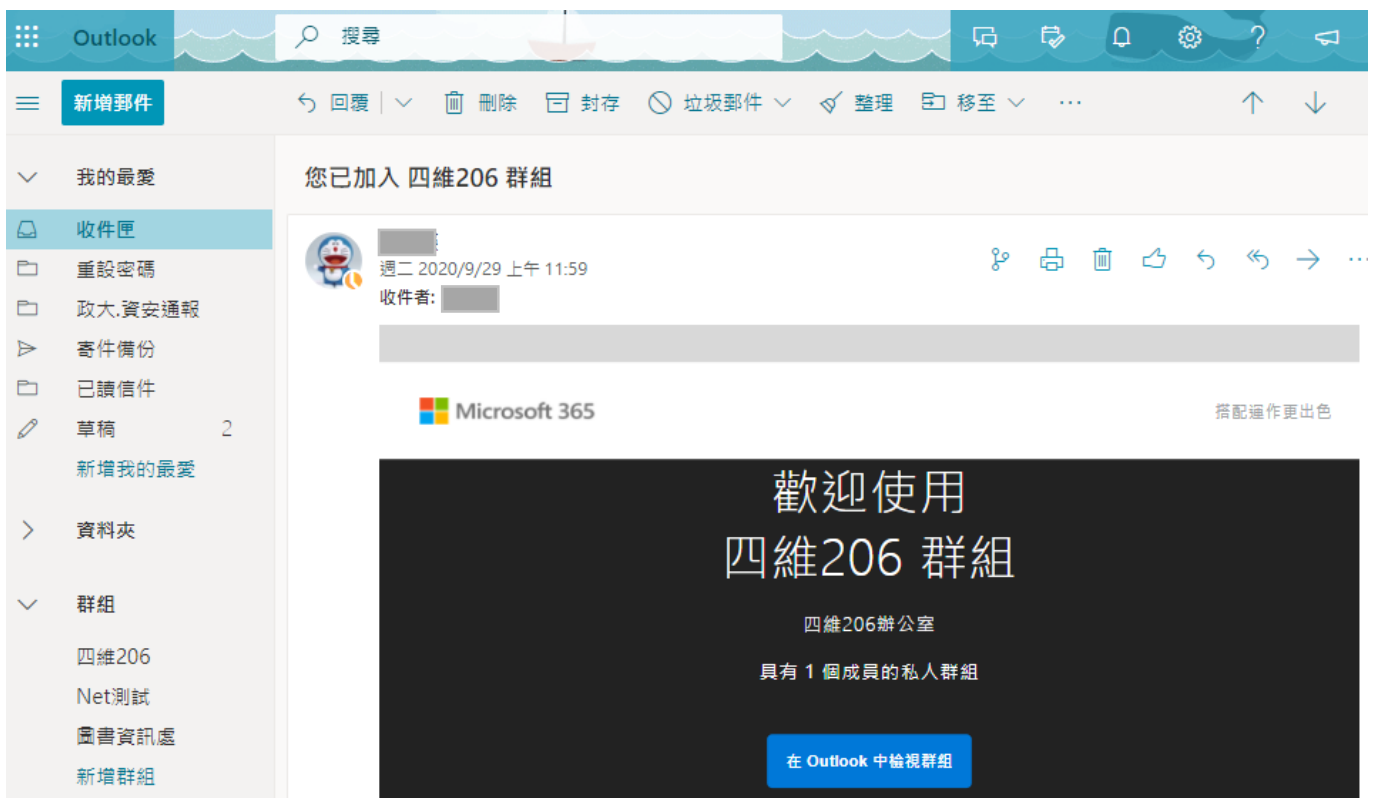 Outlook
搜尋
新增郵件
回覆 刪除 封存 垃圾郵件 整理 移至 ...
我的最愛
收件匣
重設密碼
政大.資安通報
寄件備份
已讀信件
草稿 2
新增我的最愛
資料夾
群組
四維206
Net測試
圖書資訊處
新增群組
您已加入 四維206 群組
週二 2020/9/29 上午 11:59
收件者:
Microsoft 365
搭配運作更出色
歡迎使用
四維206 群組
四維206辦公室
具有 1 個成員的私人群組
在 Outlook 中檢視群組